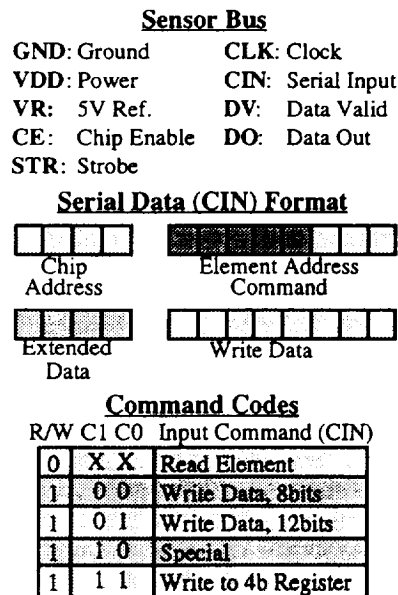 Sensor Bus
GND: Ground CLK: Clock
VDD: Power CIN: Serial Input
VR: 5V Ref. DV: Data Valid
CE: Chip Enable DO: Data Out
STR: Strobe
Serial Data (CIN) Format
Chip Address
Element Address Command
Extended Data
Write Data
Command Codes
R/W C1 C0 Input Command (CIN)
0 X X Read Element
1 0 0 Write Data, 8bits
1 0 1 Write Data, 12bits
1 1 0 Special
1 1 1 Write to 4b Register